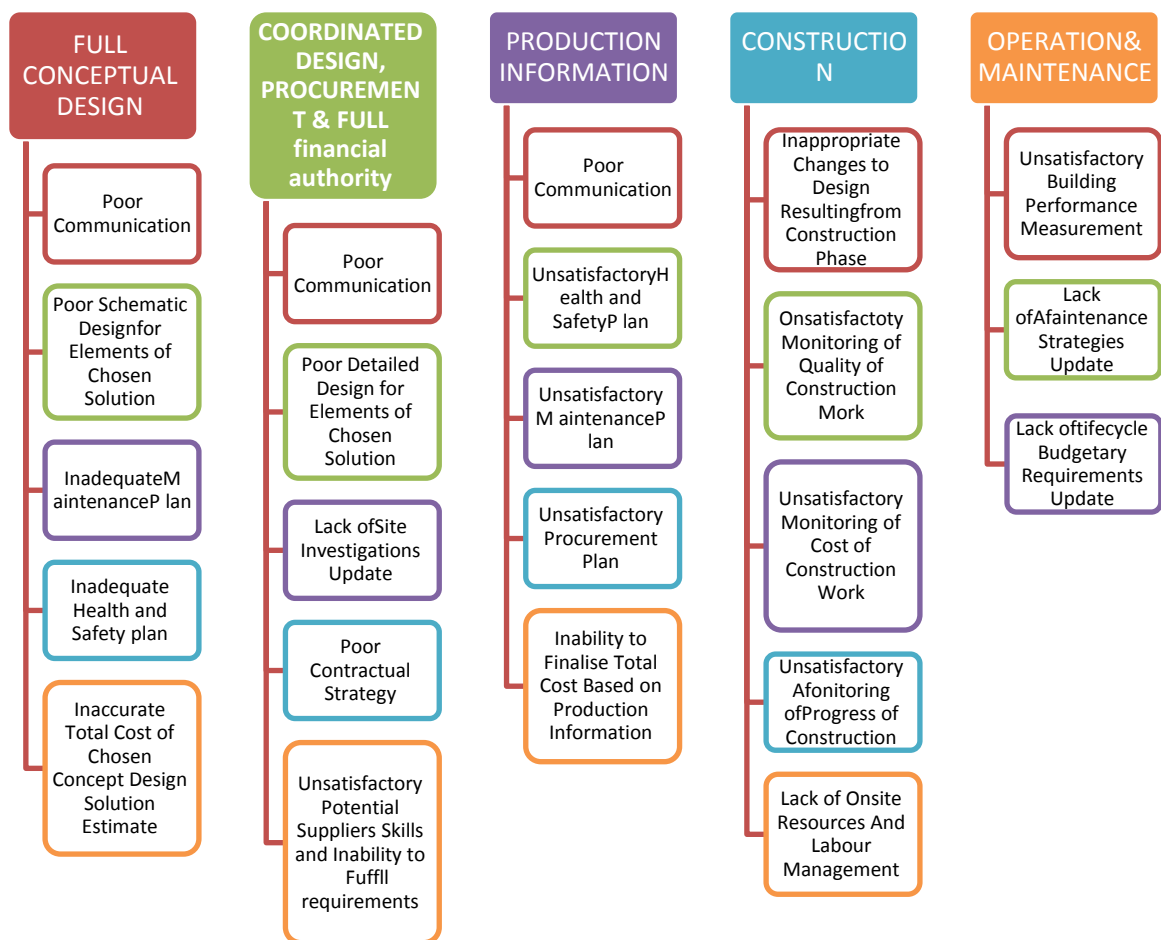 FULL
CONCEPTUAL
DESIGN
Poor
Communication
Poor Schematic
Designfor
Elements of
Chosen
Solution
InadequateM
aintenanceP lan
Inadequate
Health and
Safety plan
Inaccurate
Total Cost of
Chosen
Concept Design
Solution
Estimate
COORDINATED
DESIGN,
PROCUREMEN
T & FULL
financial
authority
Poor
Communication
Poor Detailed
Design for
Elements of
Chosen
Solution
Lack ofSite
Investigations
Update
Poor
Contractual
Strategy
Unsatisfactory
Potential
Suppliers Skills
and Inability to
Fuffll
requirements
PRODUCTION
INFORMATION
Poor
Communication
UnsatisfactoryH
ealth and
SafetyP lan
Unsatisfactory
M aintenanceP
lan
Unsatisfactory
Procurement
Plan
Inability to
Finalise Total
Cost Based on
Production
Information
CONSTRUCTIO
N
Inappropriate
Changes to
Design
Resultingfrom
Construction
Phase
Onsatisfactoty
Monitoring of
Quality of
Construction
Mork
Unsatisfactory
Monitoring of
Cost of
Construction
Work
Unsatisfactory
Afonitoring
ofProgress of
Construction
Lack of Onsite
Resources And
Labour
Management
OPERATION&
MAINTENANCE
Unsatisfactory
Building
Performance
Measurement
Lack
ofAfaintenance
Strategies
Update
Lack oftifecycle
Budgetary
Requirements
Update